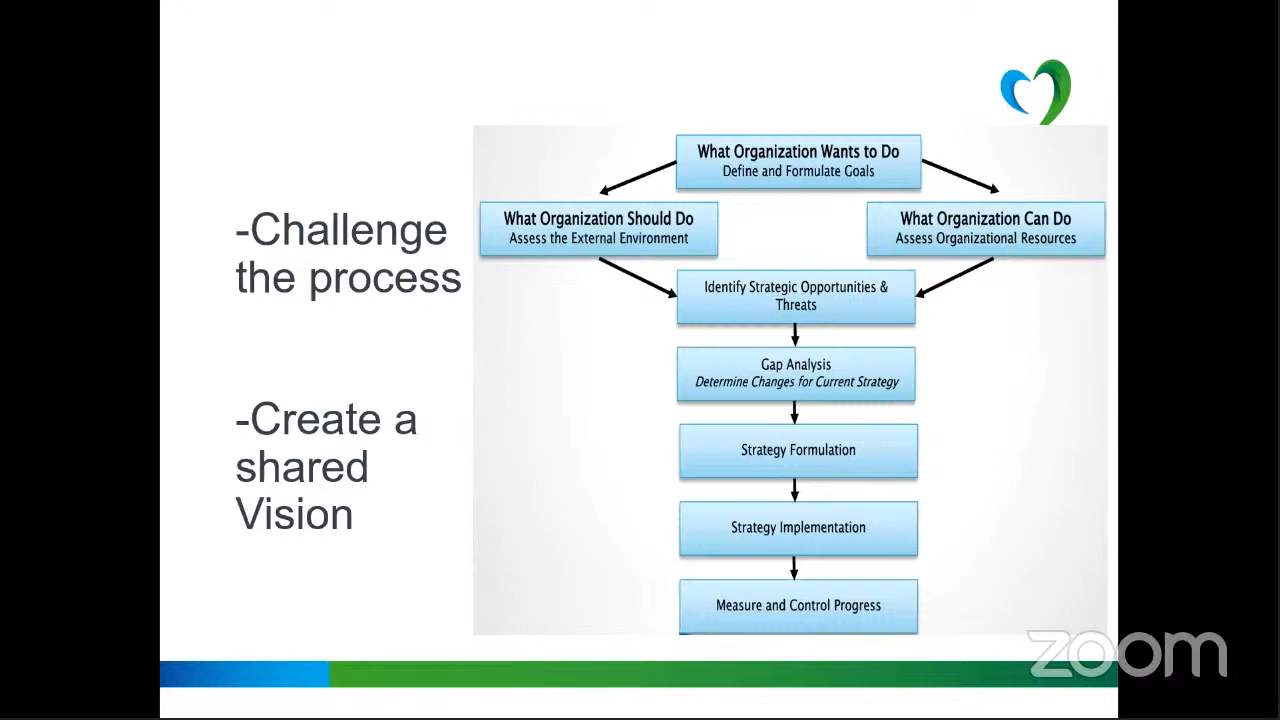 -Challenge
the process
-Create a
shared
Vision
What Organization Wants to Do
Define and Formulate Goals
What Organization Should Do
Assess the External Environment
What Organization Can Do
Assess Organizational Resources
Identify Strategic Opportunities &
Threats
Gap Analysis
Determine Changes for Current Strategy
Strategy Formulation
Strategy Implementation
Measure and Control Progress
zoom